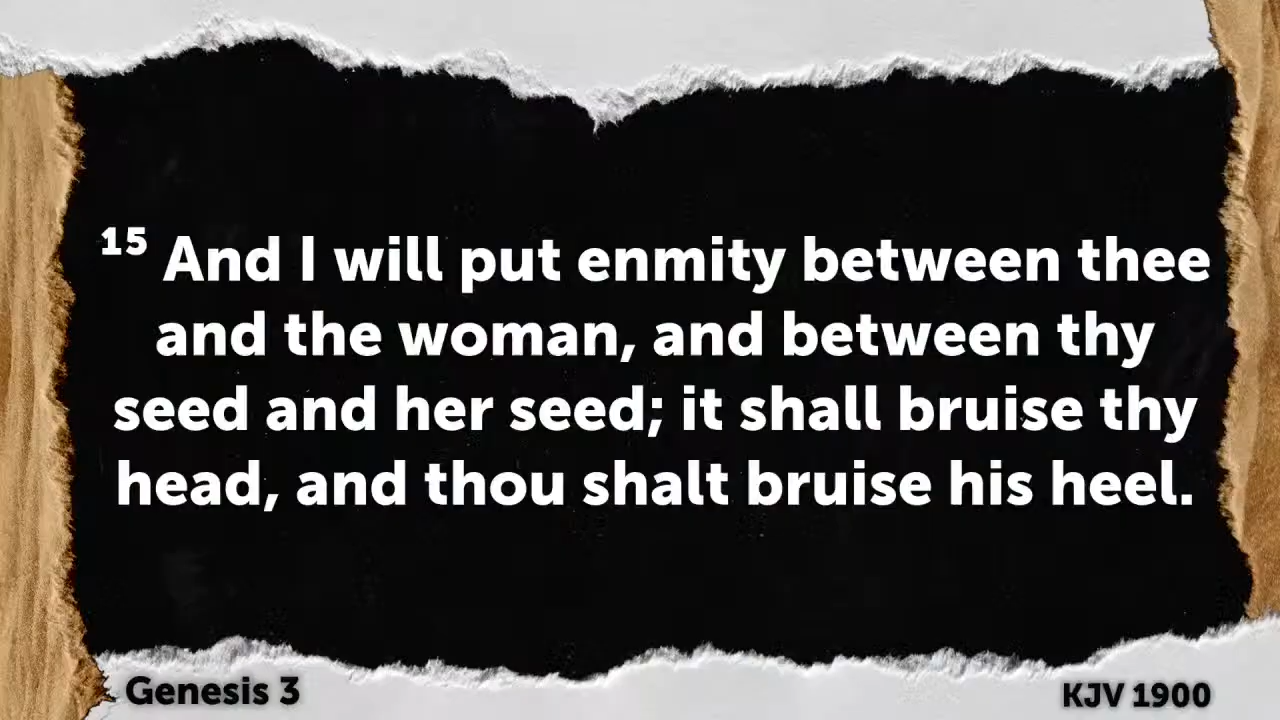 15 And I will put enmity between thee
and the woman, and between thy
seed and her seed; it shall bruise thy
head, and thou shalt bruise his heel.
Genesis 3
KJV 1900